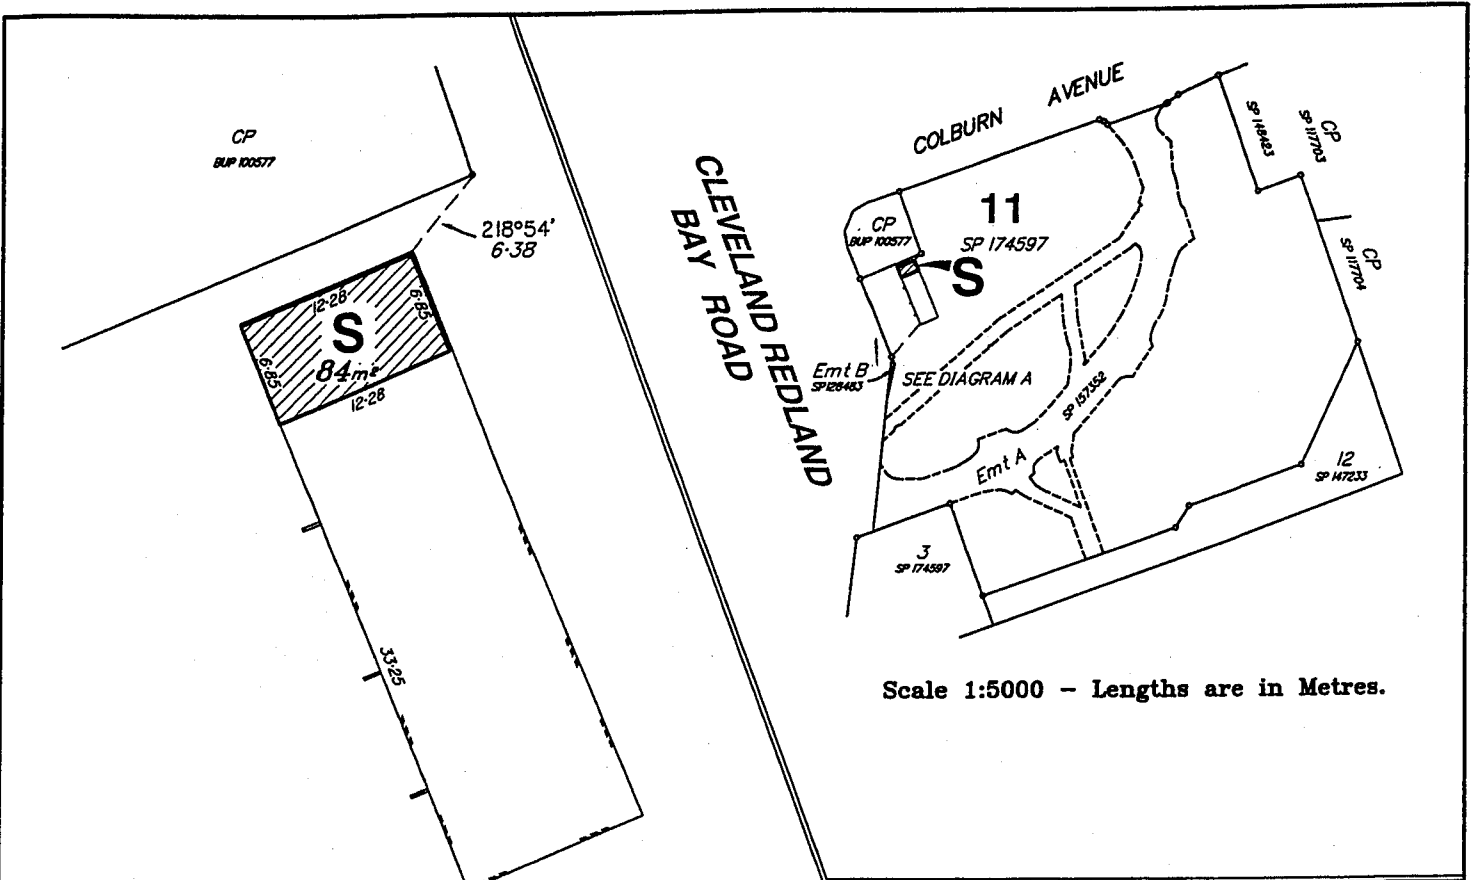 CP
BUP 100577
218°54'
6·38
12·28
6·85
S
84m²
6·85
12·28
33·25
CLEVELAND REDLAND
BAY ROAD
COLBURN AVENUE
CP
BUP 100577
11
SP 174597
S
SP 148423
CP
SP 117703
CP
SP 117704
Emt B
SP128463
SEE DIAGRAM A
SP 157352
Emt A
12
SP 147233
3
SP 174597
Scale 1:5000 – Lengths are in Metres.